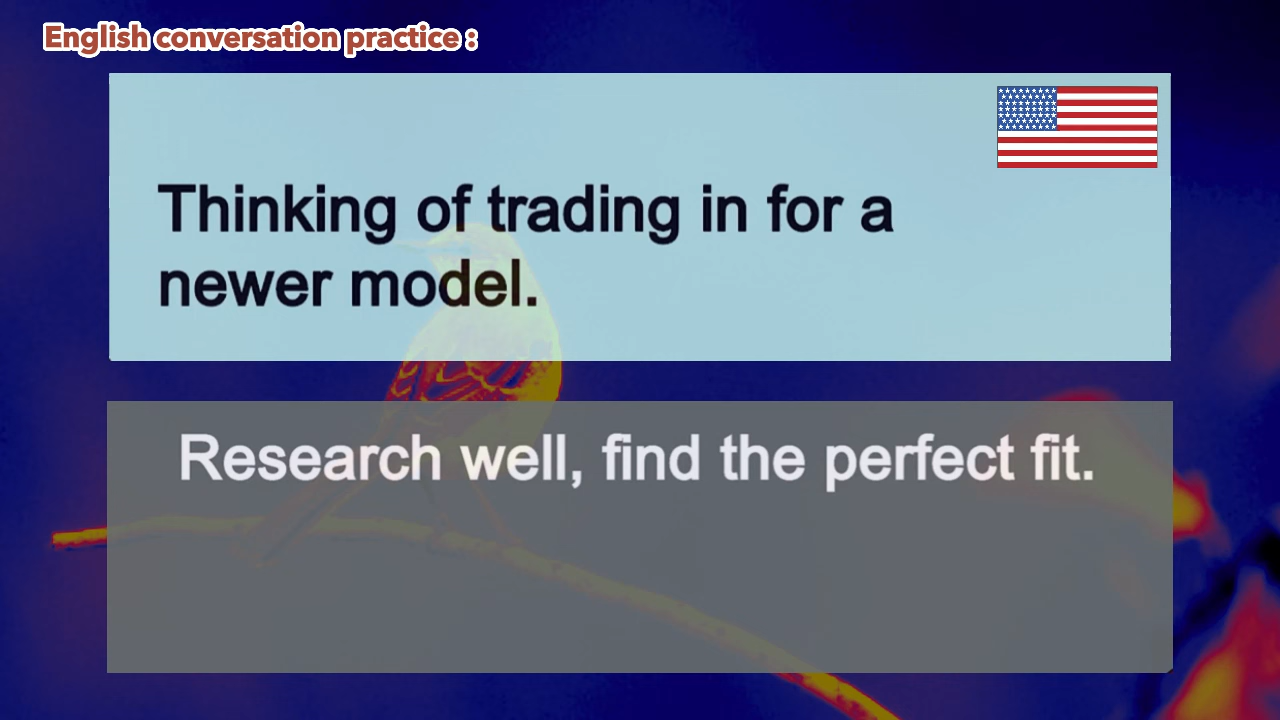 English conversation practice :
Thinking of trading in for a
newer model.
Research well, find the perfect fit.